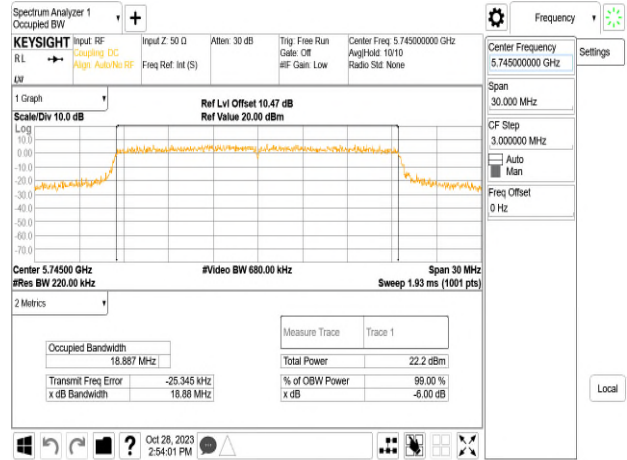 Spectrum Analyzer 1
Occupied BW
Frequency
KEYSIGHT
RL
Input: RF
Coupling: DC
Align: Auto/No RF
Input Z: 50 Ω
Freq Ref: Int (S)
Atten: 30 dB
Trig: Free Run
Gate: Off
#IF Gain: Low
Center Freq: 5.745000000 GHz
Avg|Hold: 10/10
Radio Std: None
Center Frequency
5.745000000 GHz
Settings
Span
30.000 MHz
CF Step
3.000000 MHz
Auto
Man
Freq Offset
0 Hz
Local
1 Graph
Scale/Div 10.0 dB
Ref Lvl Offset 10.47 dB
Ref Value 20.00 dBm
Log
10.0
0.00
-10.0
-20.0
-30.0
-40.0
-50.0
-60.0
-70.0
Center 5.74500 GHz
#Video BW 680.00 kHz
Span 30 MHz
#Res BW 220.00 kHz
Sweep 1.93 ms (1001 pts)
2 Metrics
Measure Trace
Trace 1
Occupied Bandwidth
18.887 MHz
Total Power
22.2 dBm
Transmit Freq Error
-25.345 kHz
% of OBW Power
99.00 %
x dB Bandwidth
18.88 MHz
x dB
-6.00 dB
?
Oct 28, 2023
2:54:01 PM